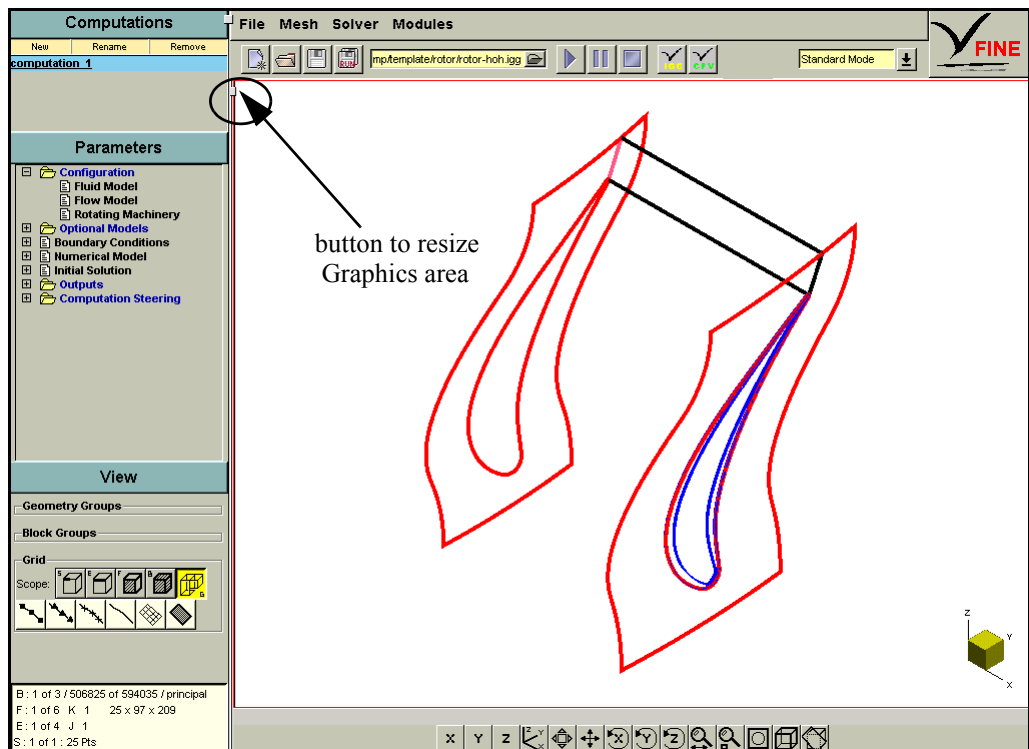 Computations
File Mesh Solver Modules
New Rename Remove
computation_1
RUN
mp/template/rotor/rotor-hoh.igg
IGG
CFV
Standard Mode
FINE
button to resize
Graphics area
Parameters
Configuration
Fluid Model
Flow Model
Rotating Machinery
Optional Models
Boundary Conditions
Numerical Model
Initial Solution
Outputs
Computation Steering
View
Geometry Groups
Block Groups
Grid
Scope: S E F B G
B : 1 of 3 / 506825 of 594035 / principal
F : 1 of 6 K 1 25 x 97 x 209
E : 1 of 4 J 1
S : 1 of 1 : 25 Pts
Z
Y
X
X Y Z Z Y X X Y Z